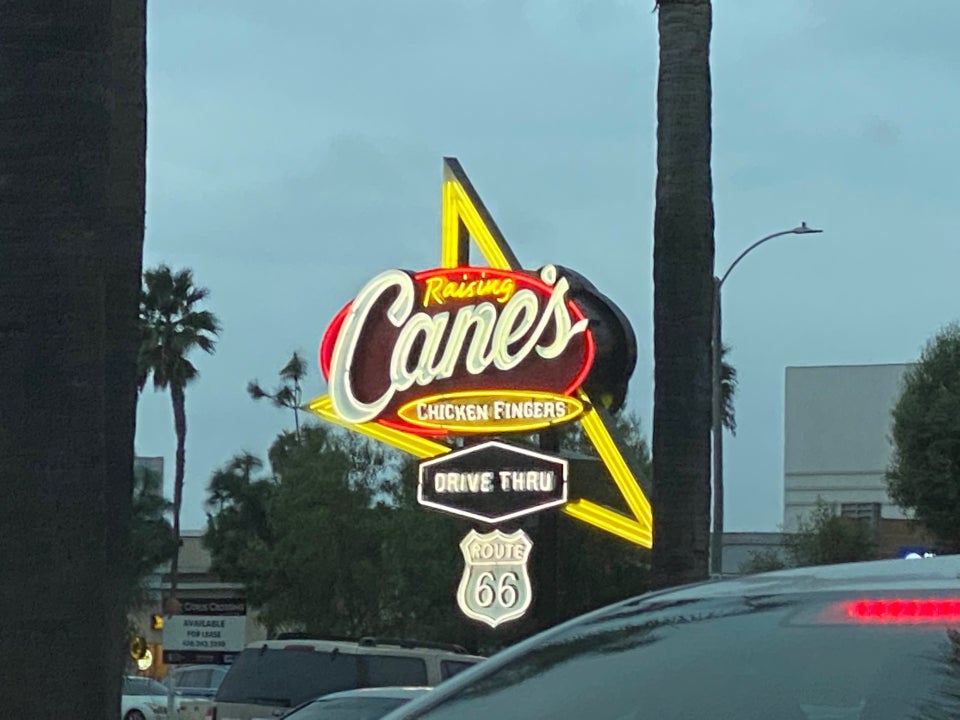 Raising
Cane's
CHICKEN FINGERS
DRIVE THRU
ROUTE
66
AVAILABLE
FOR LEASE